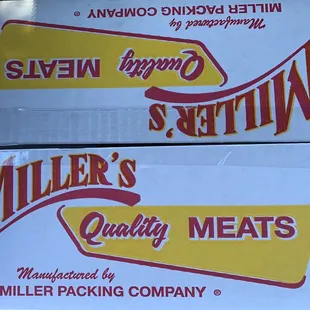 Manufactured by
MILLER PACKING COMPANY ®
Quality MEATS
MILLER'S
MILLER'S
Quality MEATS
Manufactured by
MILLER PACKING COMPANY ®